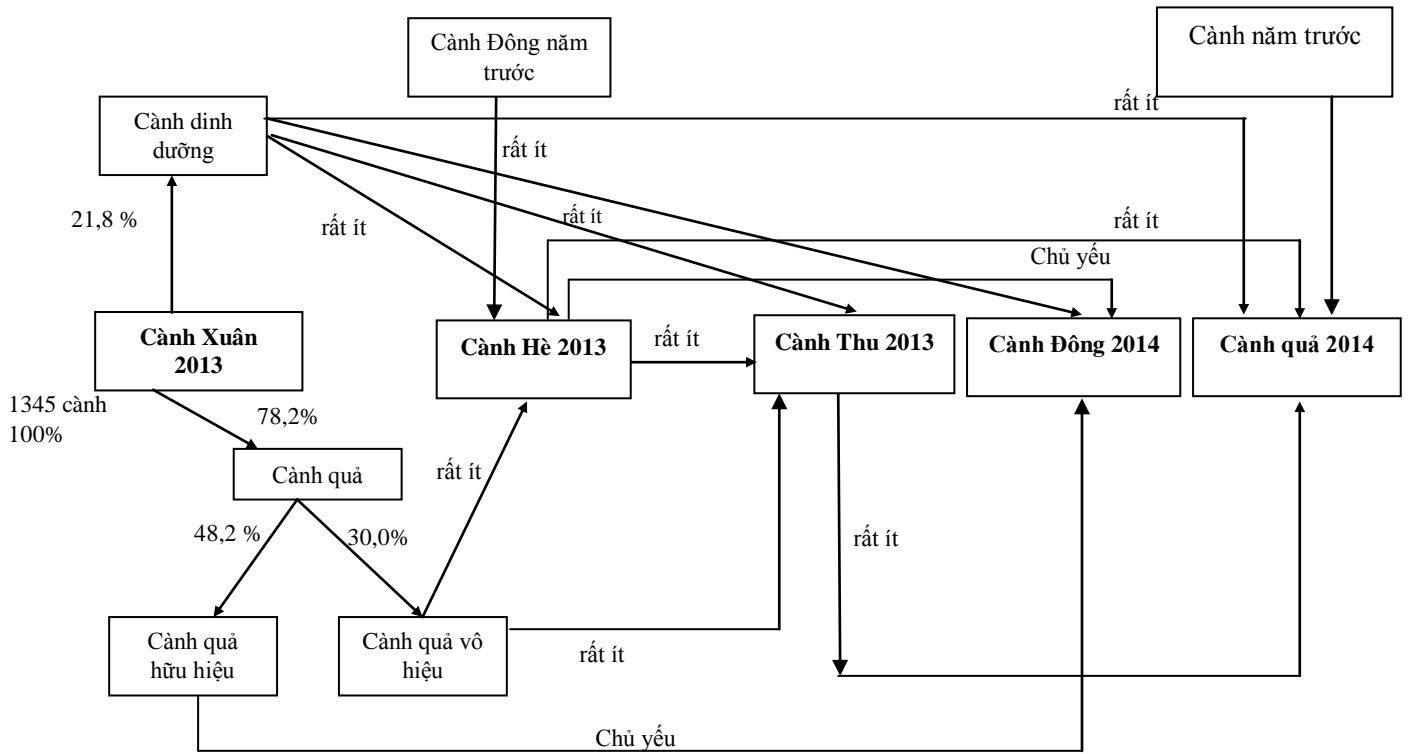 Cành Đông năm
trước
Cành năm trước
rất ít
Cành dinh
dưỡng
rất ít
21,8 %
rất ít
rất ít
rất ít
Chủ yếu
Cành Xuân
2013
Cành Hè 2013
rất ít
Cành Thu 2013
Cành Đông 2014
Cành quả 2014
1345 cành
100%
78,2%
Cành quả
rất ít
48,2 %
30,0%
rất ít
Cành quả
hữu hiệu
Cành quả vô
hiệu
rất ít
Chủ yếu